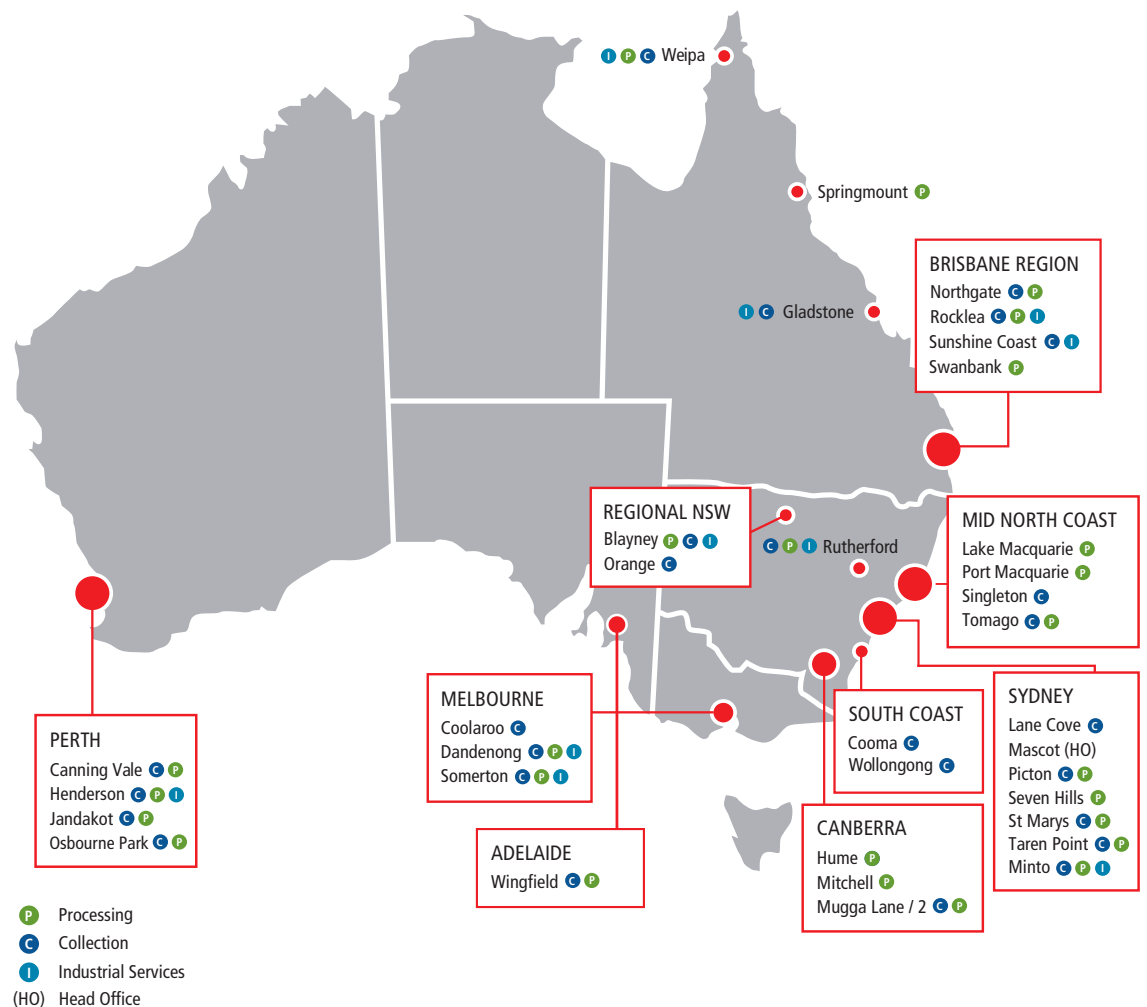 I P C Weipa
Springmount P
I C Gladstone
BRISBANE REGION
Northgate C P
Rocklea C P I
Sunshine Coast C I
Swanbank P
REGIONAL NSW
Blayney P C I
Orange C
C P I Rutherford
MID NORTH COAST
Lake Macquarie P
Port Macquarie P
Singleton C
Tomago C P
PERTH
Canning Vale C P
Henderson C P I
Jandakot C P
Osbourne Park C P
MELBOURNE
Coolaroo C
Dandenong C P I
Somerton C P I
ADELAIDE
Wingfield C P
SOUTH COAST
Cooma C
Wollongong C
CANBERRA
Hume P
Mitchell P
Mugga Lane / 2 C P
SYDNEY
Lane Cove C
Mascot (HO)
Picton C P
Seven Hills P
St Marys C P
Taren Point C P
Minto C P I
P Processing
C Collection
I Industrial Services
(HO) Head Office